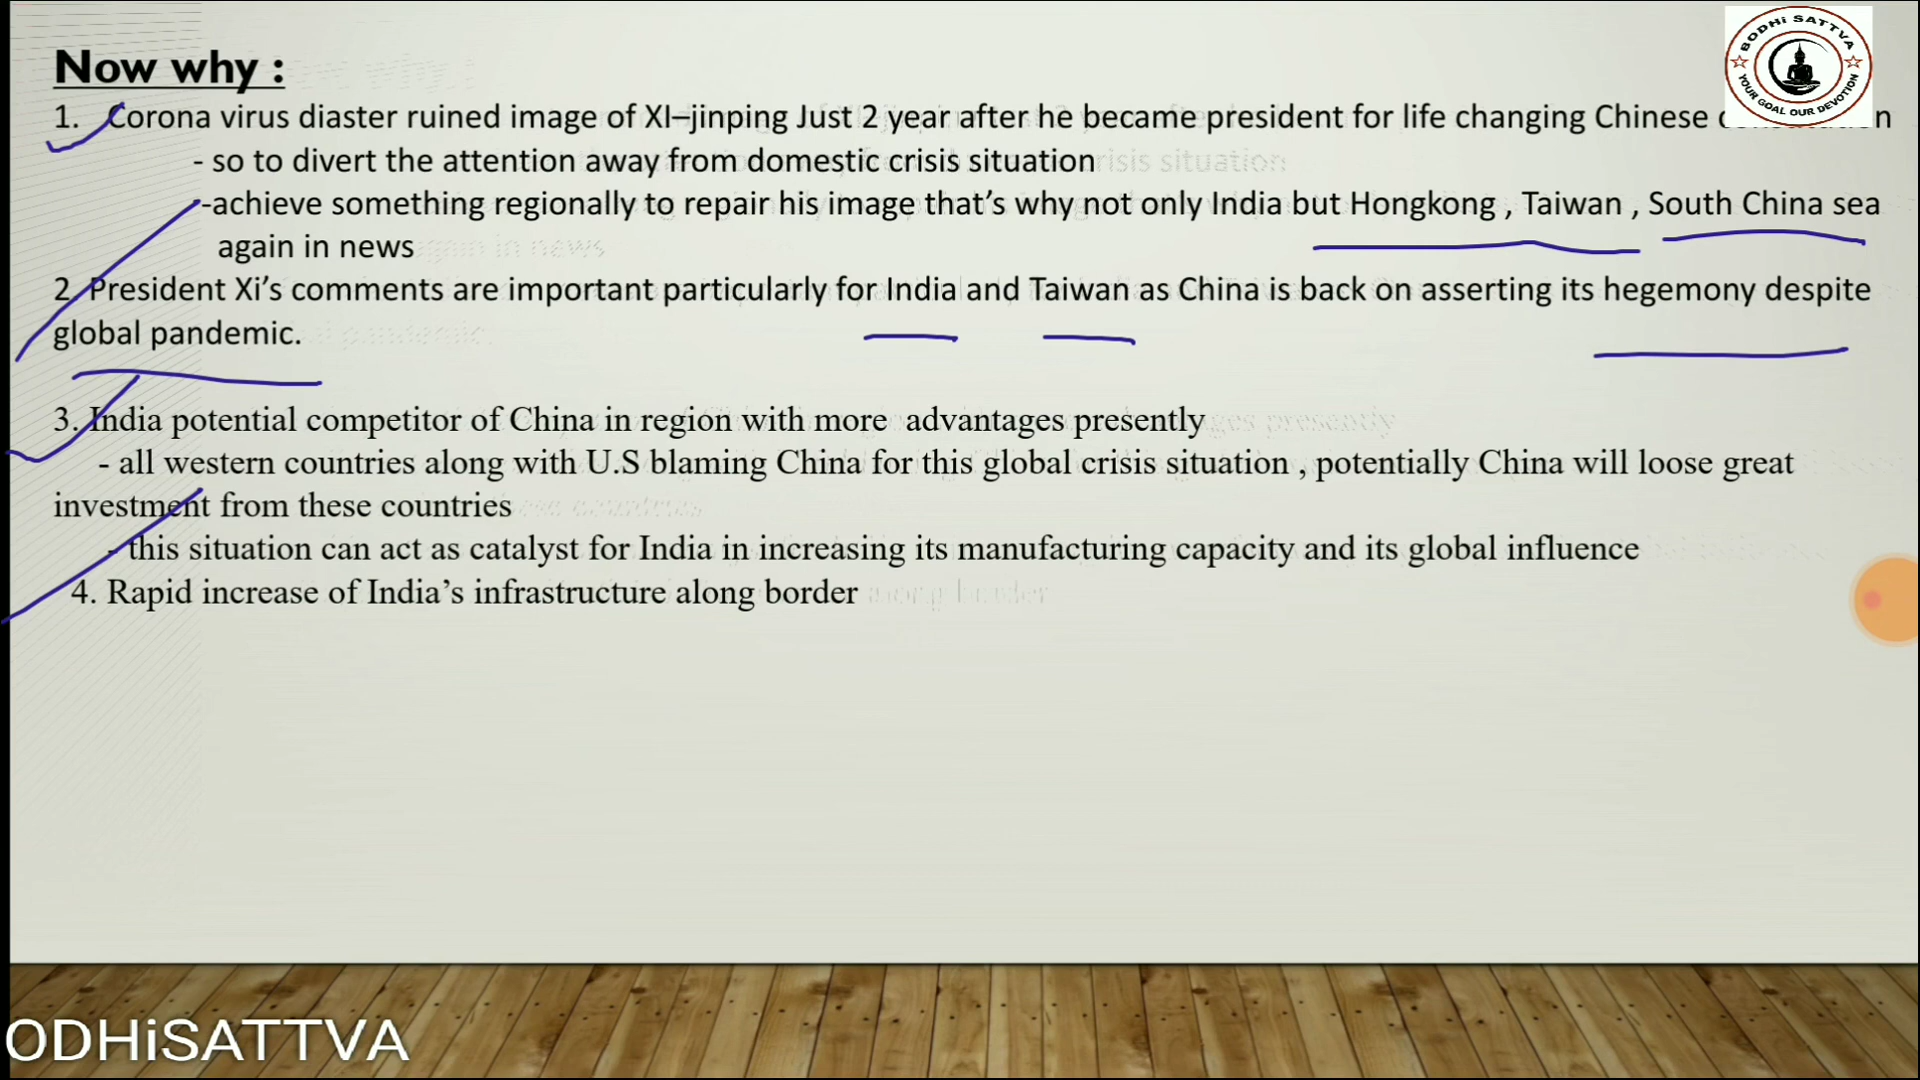 Now why :
BODHi SATTVA
YOUR GOAL OUR DEVOTION
1. Corona virus diaster ruined image of XI–jinping Just 2 year after he became president for life changing Chinese
- so to divert the attention away from domestic crisis situation
-achieve something regionally to repair his image that’s why not only India but Hongkong , Taiwan , South China sea
again in news
2. President Xi’s comments are important particularly for India and Taiwan as China is back on asserting its hegemony despite
global pandemic.
3. India potential competitor of China in region with more advantages presently
- all western countries along with U.S blaming China for this global crisis situation , potentially China will loose great
investment from these countries
- this situation can act as catalyst for India in increasing its manufacturing capacity and its global influence
4. Rapid increase of India’s infrastructure along border
ODHiSATTVA